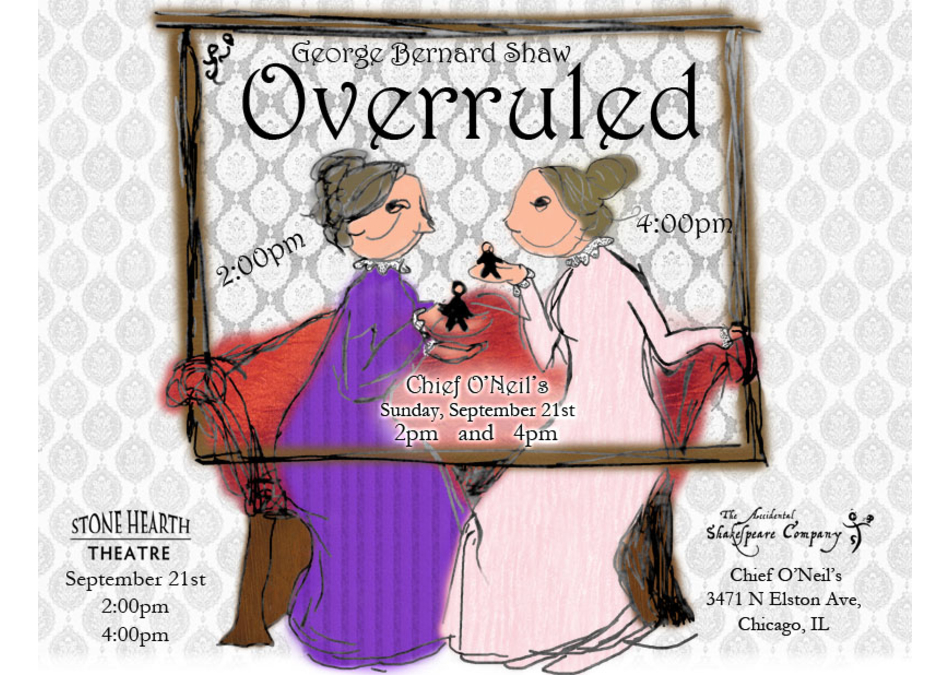 George Bernard Shaw
Overruled
2:00pm
4:00pm
Chief O'Neil's
Sunday, September 21st
2pm and 4pm
STONE HEARTH
THEATRE
September 21st
2:00pm
4:00pm
The Accidental
Shakespeare Company
Chief O'Neil's
3471 N Elston Ave,
Chicago, IL